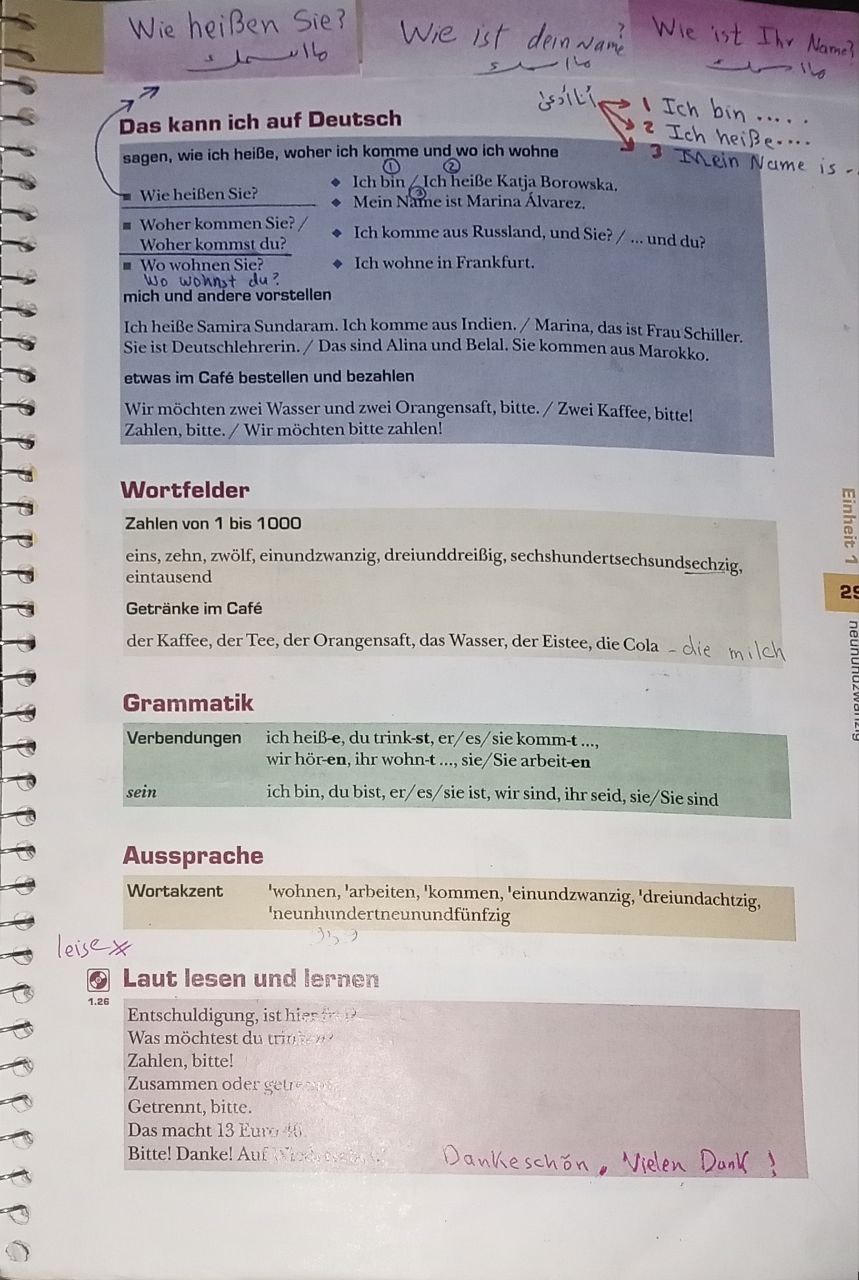 Wie heißen Sie?
ما اسمك
Wie ist dein Name?
ما اسمك
Wie ist Ihr Name?
ما اسمك
1 Ich bin .....
2 Ich heiße....
3 Mein Name is -
Das kann ich auf Deutsch
sagen, wie ich heiße, woher ich komme und wo ich wohne
① ②
■ Wie heißen Sie?
◆ Ich bin / Ich heiße Katja Borowska.
③
◆ Mein Name ist Marina Álvarez.
■ Woher kommen Sie? /
Woher kommst du?
◆ Ich komme aus Russland, und Sie? / ... und du?
■ Wo wohnen Sie?
◆ Ich wohne in Frankfurt.
Wo wohnst du?
mich und andere vorstellen
Ich heiße Samira Sundaram. Ich komme aus Indien. / Marina, das ist Frau Schiller.
Sie ist Deutschlehrerin. / Das sind Alina und Belal. Sie kommen aus Marokko.
etwas im Café bestellen und bezahlen
Wir möchten zwei Wasser und zwei Orangensaft, bitte. / Zwei Kaffee, bitte!
Zahlen, bitte. / Wir möchten bitte zahlen!
Wortfelder
Zahlen von 1 bis 1000
eins, zehn, zwölf, einundzwanzig, dreiunddreißig, sechshundertsechsundsechzig,
eintausend
Getränke im Café
der Kaffee, der Tee, der Orangensaft, das Wasser, der Eistee, die Cola - die milch
Grammatik
Verbendungen ich heiß-e, du trink-st, er/es/sie komm-t ...,
wir hör-en, ihr wohn-t ..., sie/Sie arbeit-en
sein ich bin, du bist, er/es/sie ist, wir sind, ihr seid, sie/Sie sind
Aussprache
Wortakzent 'wohnen, 'arbeiten, 'kommen, 'einundzwanzig, 'dreiundachtzig,
'neunhundertneunundfünfzig
leise
Laut lesen und lernen
1.26
Entschuldigung, ist hier
Was möchtest du trinken?
Zahlen, bitte!
Zusammen oder
Getrennt, bitte.
Das macht 13 Euro
Bitte! Danke! Auf
Dankeschön. Vielen Dank!
Einheit 1
29
neunundzwanzig